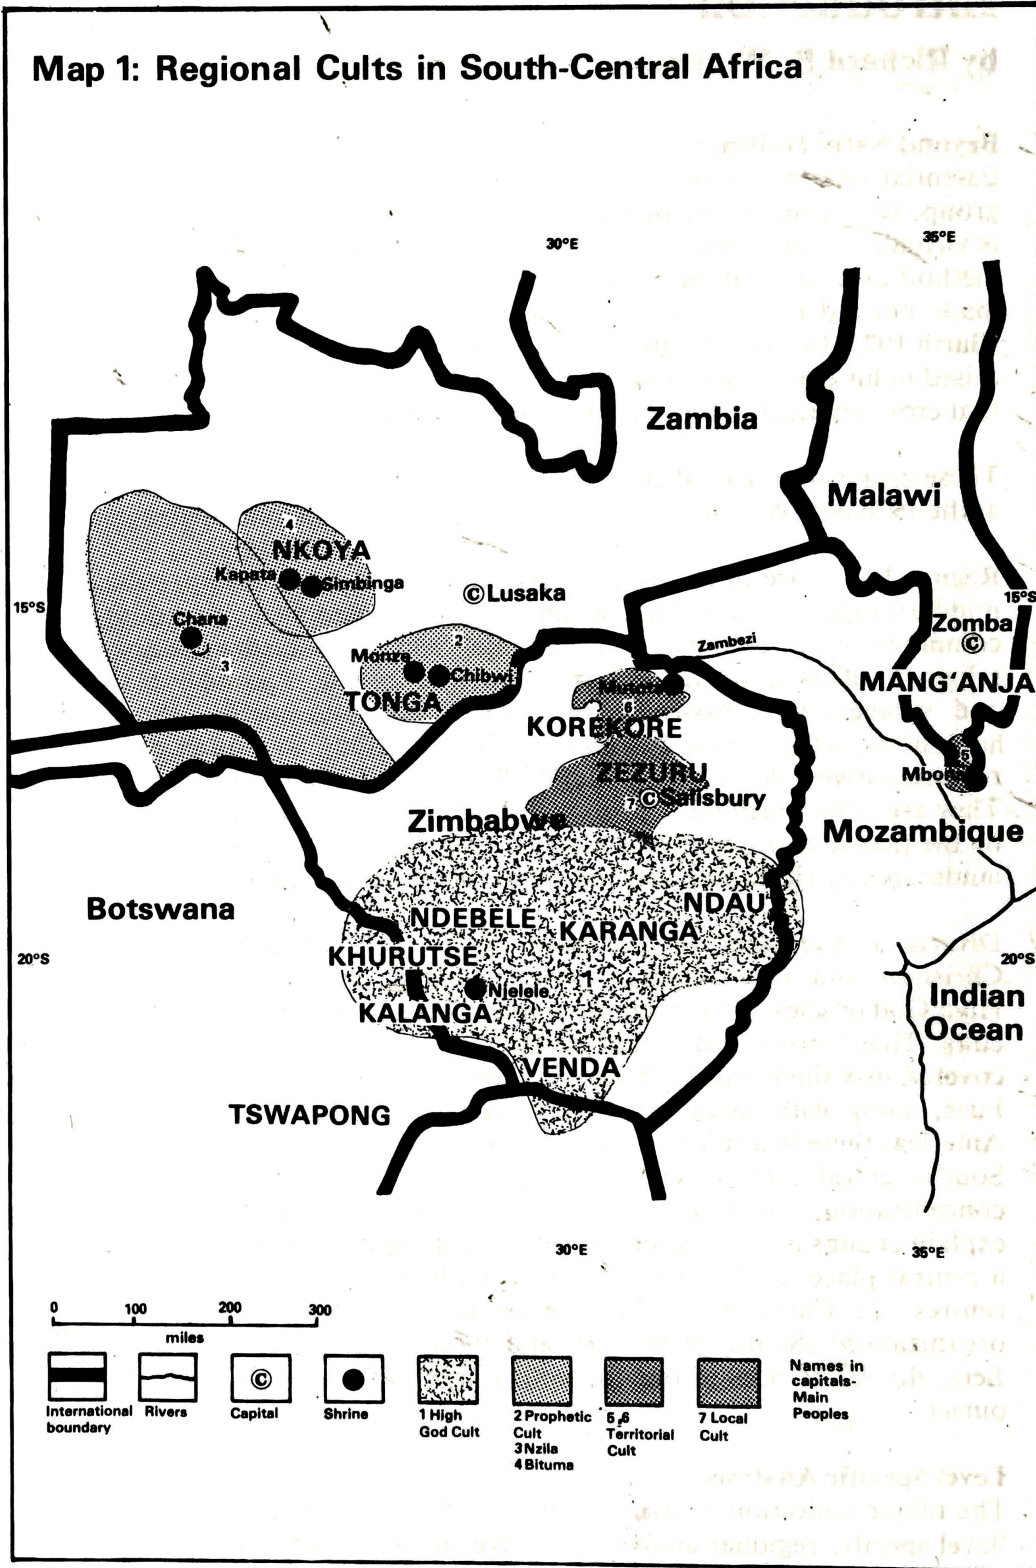 Map 1: Regional Cults in South-Central Africa
30°E
35°E
Zambia
Malawi
4
NKOYA
Kapata
Simbinga
Lusaka
15°S
15°S
Chana
3
Zomba
2
Monze
Chibwi
TONGA
Zambezi
MANG'ANJA
Mutota
6
KOREKORE
5
Mbona
ZEZURU
7
Salisbury
Zimbabwe
Mozambique
Botswana
NDEBELE
NDAU
KARANGA
KHURUTSE
20°S
20°S
Njelele
1
KALANGA
Indian
Ocean
VENDA
TSWAPONG
30°E
35°E
0 100 200 300
miles
International
boundary
Rivers
Capital
Shrine
1 High
God Cult
2 Prophetic
Cult
3 Nzila
4 Bituma
5,6
Territorial
Cult
7 Local
Cult
Names in
capitals-
Main
Peoples